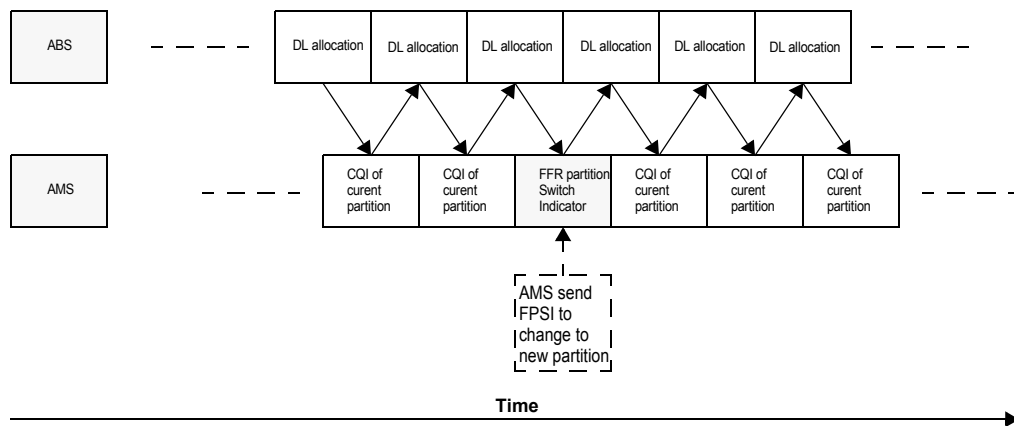 ABS
DL allocation
DL allocation
DL allocation
DL allocation
DL allocation
DL allocation
AMS
CQI of
curent
partition
CQI of
curent
partition
FFR partition
Switch
Indicator
CQI of
curent
partition
CQI of
curent
partition
CQI of
curent
partition
AMS send
FPSI to
change to
new partition
Time